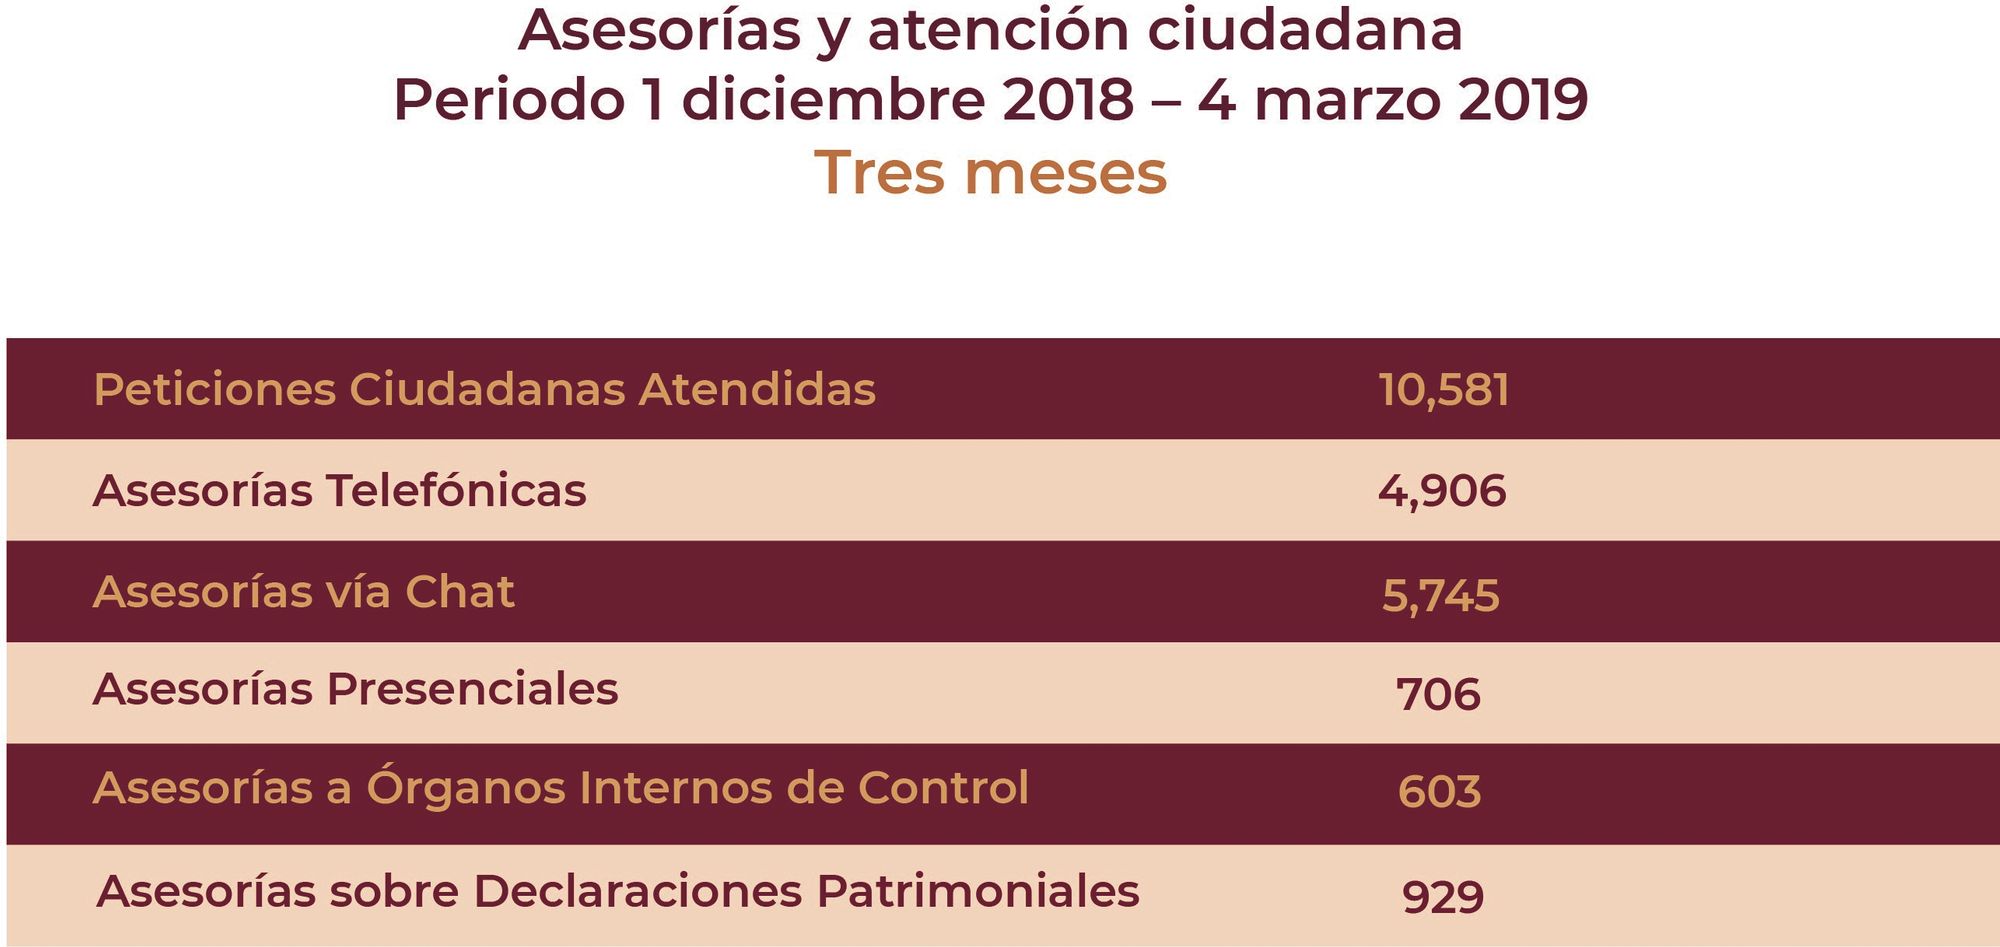 Asesorías y atención ciudadana
Periodo 1 diciembre 2018 – 4 marzo 2019
Tres meses
Peticiones Ciudadanas Atendidas 10,581
Asesorías Telefónicas 4,906
Asesorías vía Chat 5,745
Asesorías Presenciales 706
Asesorías a Órganos Internos de Control 603
Asesorías sobre Declaraciones Patrimoniales 929